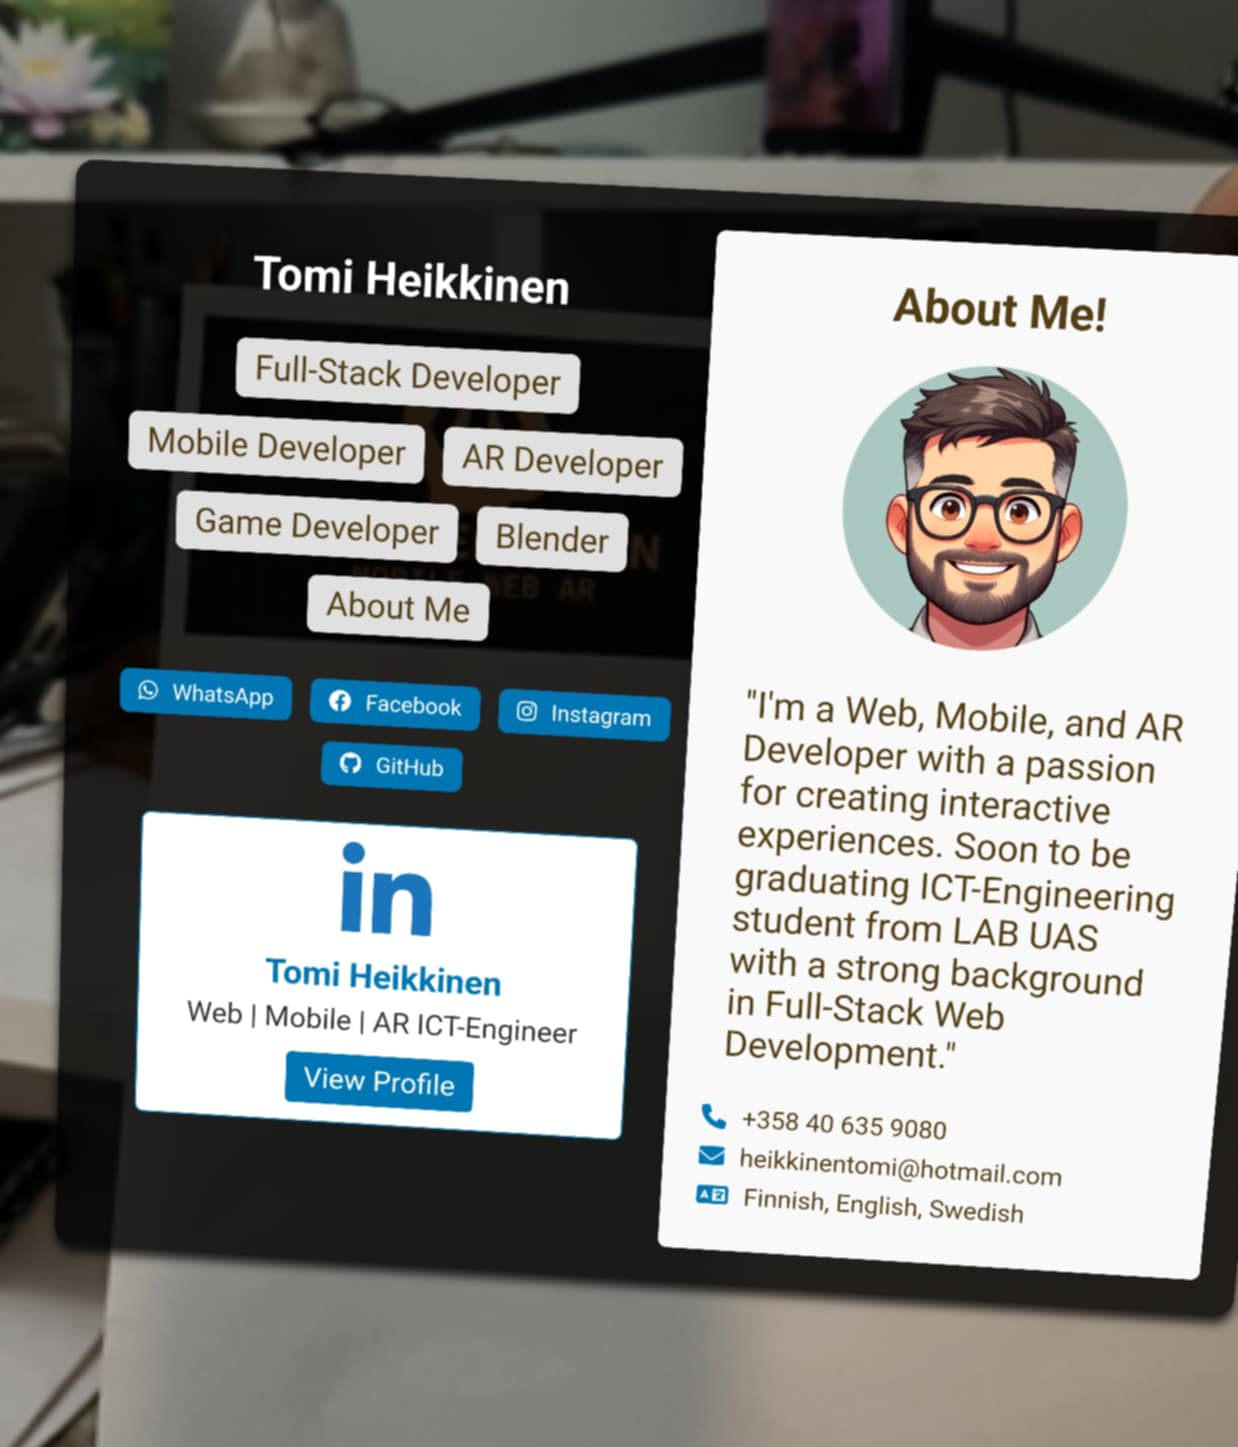 Tomi Heikkinen
Full-Stack Developer
Mobile Developer
AR Developer
Game Developer
Blender
About Me
WEB AR
WhatsApp
Facebook
Instagram
GitHub
in
Tomi Heikkinen
Web | Mobile | AR ICT-Engineer
View Profile
About Me!
"I'm a Web, Mobile, and AR
Developer with a passion
for creating interactive
experiences. Soon to be
graduating ICT-Engineering
student from LAB UAS
with a strong background
in Full-Stack Web
Development."
+358 40 635 9080
heikkinentomi@hotmail.com
Finnish, English, Swedish